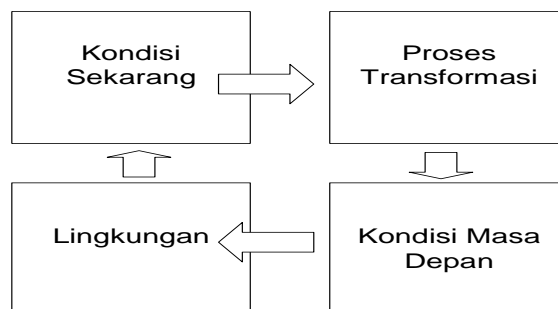 Kondisi
Sekarang
Proses
Transformasi
Lingkungan
Kondisi Masa
Depan